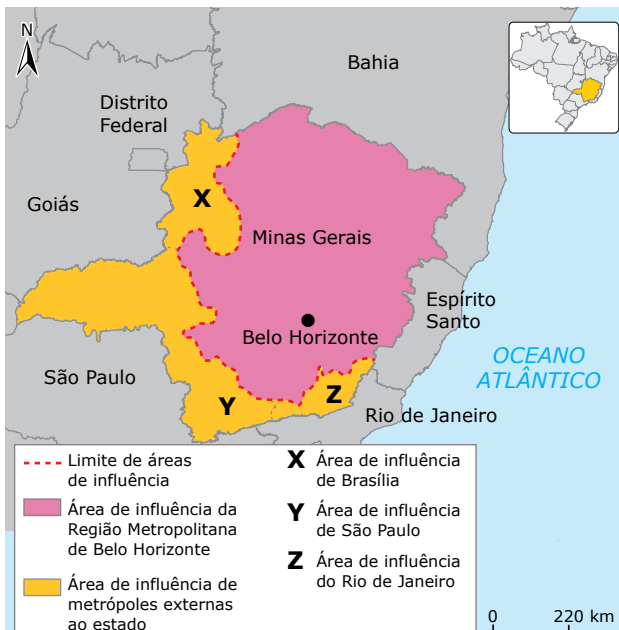 N
Bahia
Distrito
Federal
Goiás
X
Minas Gerais
Espírito
Santo
Belo Horizonte
OCEANO
ATLÂNTICO
São Paulo
Y
Z
Rio de Janeiro
Limite de áreas
de influência
Área de influência da
Região Metropolitana
de Belo Horizonte
Área de influência de
metrópoles externas
ao estado
X Área de influência
de Brasília
Y Área de influência
de São Paulo
Z Área de influência
do Rio de Janeiro
0 220 km